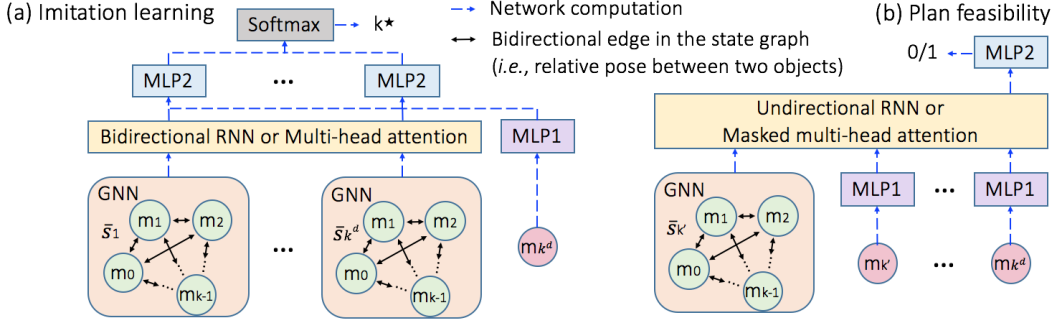 (a) Imitation learning
Softmax
k★
Network computation
Bidirectional edge in the state graph
(i.e., relative pose between two objects)
MLP2
...
MLP2
Bidirectional RNN or Multi-head attention
MLP1
GNN
s̄1
m1
m2
m0
mk-1
...
GNN
s̄kᵈ
m1
m2
m0
mk-1
mkᵈ
(b) Plan feasibility
0/1
MLP2
Undirectional RNN or
Masked multi-head attention
GNN
s̄k'
m1
m2
m0
mk-1
MLP1
...
MLP1
mk'
...
mkᵈ